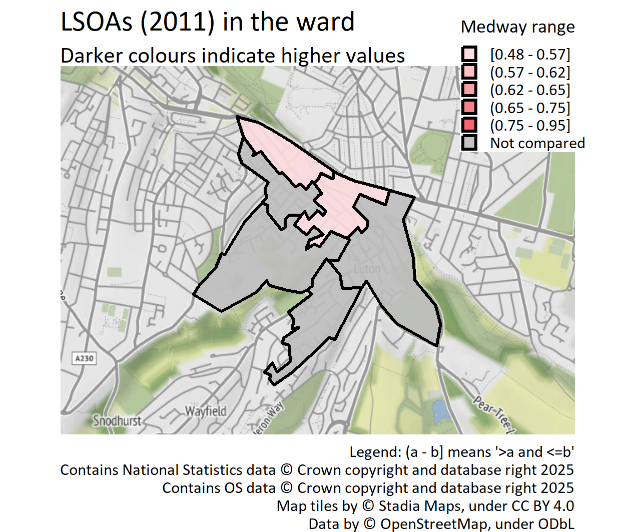 LSOAs (2011) in the ward
Darker colours indicate higher values
Medway range
[0.48 - 0.57]
(0.57 - 0.62]
(0.62 - 0.65]
(0.65 - 0.75]
(0.75 - 0.95]
Not compared
Luton
A230
Snodhurst
Wayfield
Way
Pear-Tree-L
Legend: (a - b] means '>a and <=b'
Contains National Statistics data © Crown copyright and database right 2025
Contains OS data © Crown copyright and database right 2025
Map tiles by © Stadia Maps, under CC BY 4.0
Data by © OpenStreetMap, under ODbL